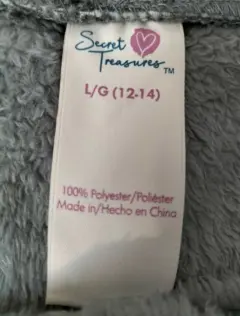 Secret
Treasures TM
L/G (12-14)
100% Polyester/Poliéster
Made in/Hecho en China